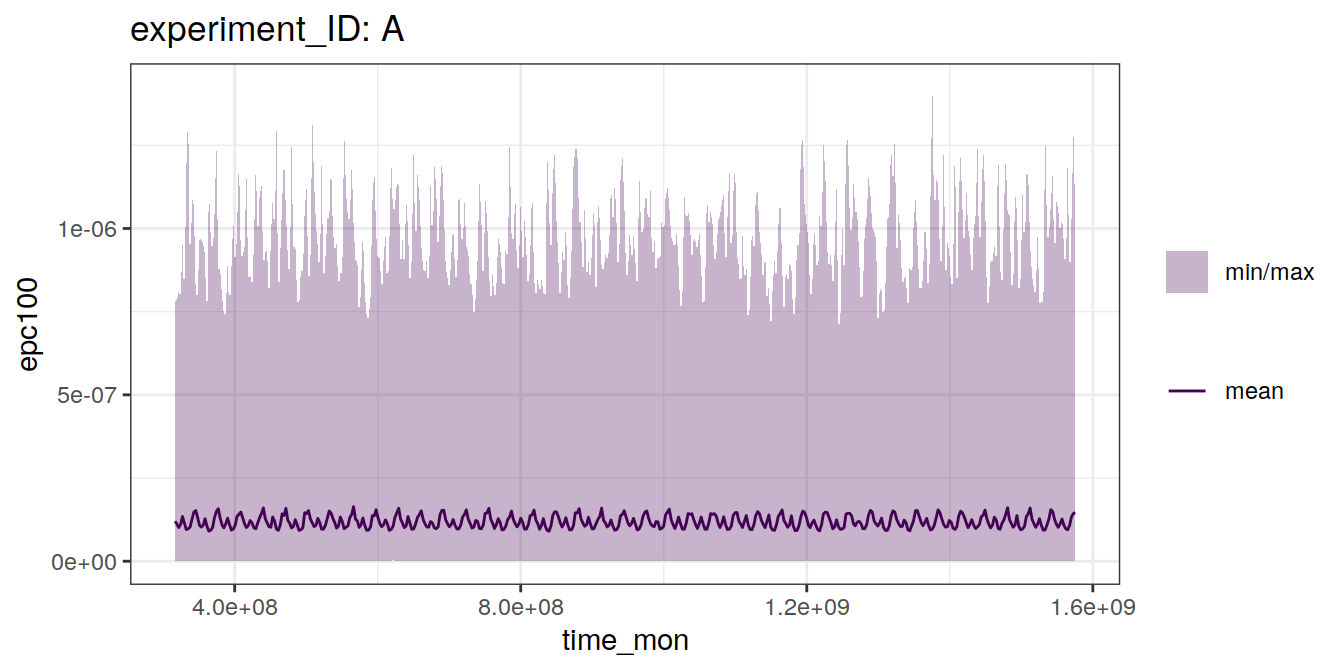 experiment_ID: A
epc100
1e-06
5e-07
0e+00
4.0e+08 8.0e+08 1.2e+09 1.6e+09
time_mon
min/max
mean